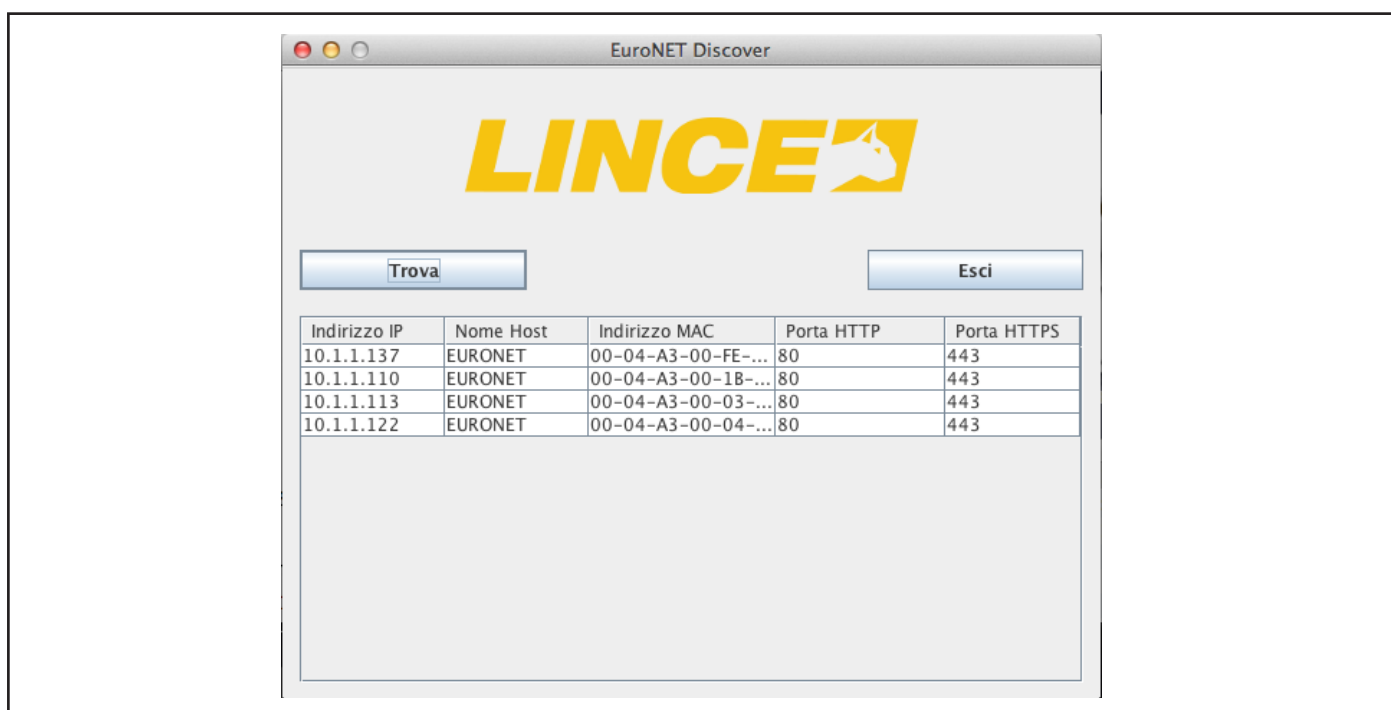 EuroNET Discover
LINCE
Trova Esci
Indirizzo IP Nome Host Indirizzo MAC Porta HTTP Porta HTTPS
10.1.1.137 EURONET 00-04-A3-00-FE-... 80 443
10.1.1.110 EURONET 00-04-A3-00-1B-... 80 443
10.1.1.113 EURONET 00-04-A3-00-03-... 80 443
10.1.1.122 EURONET 00-04-A3-00-04-... 80 443